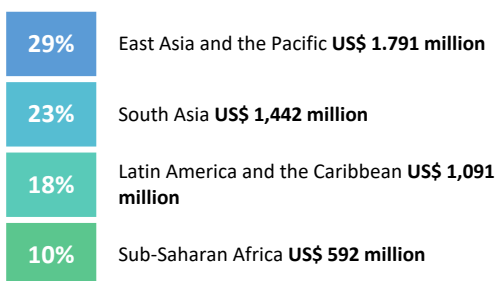 29%
East Asia and the Pacific US$ 1.791 million
23%
South Asia US$ 1,442 million
18%
Latin America and the Caribbean US$ 1,091
million
10%
Sub-Saharan Africa US$ 592 million